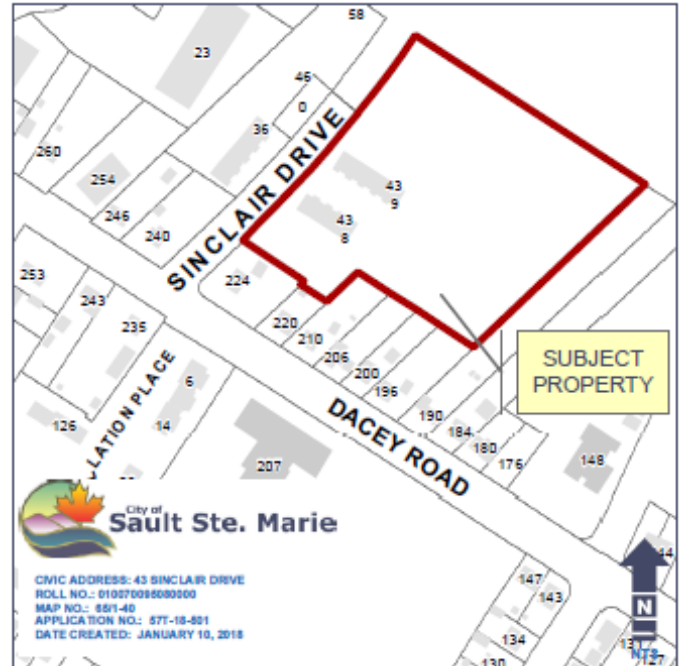 58
23
46
0
36
260
254
246
240
SINCLAIR DRIVE
43
9
43
8
253
243
235
224
220
210
206
200
196
190
184
180
176
148
SUBJECT
PROPERTY
LATION PLACE
6
14
126
207
DACEY ROAD
City of
Sault Ste. Marie
CIVIC ADDRESS: 43 SINCLAIR DRIVE
ROLL NO.: 010070095080000
MAP NO.: 65/1-40
APPLICATION NO.: 57T-18-501
DATE CREATED: JANUARY 10, 2018
147
143
134
130
44
N
NTS